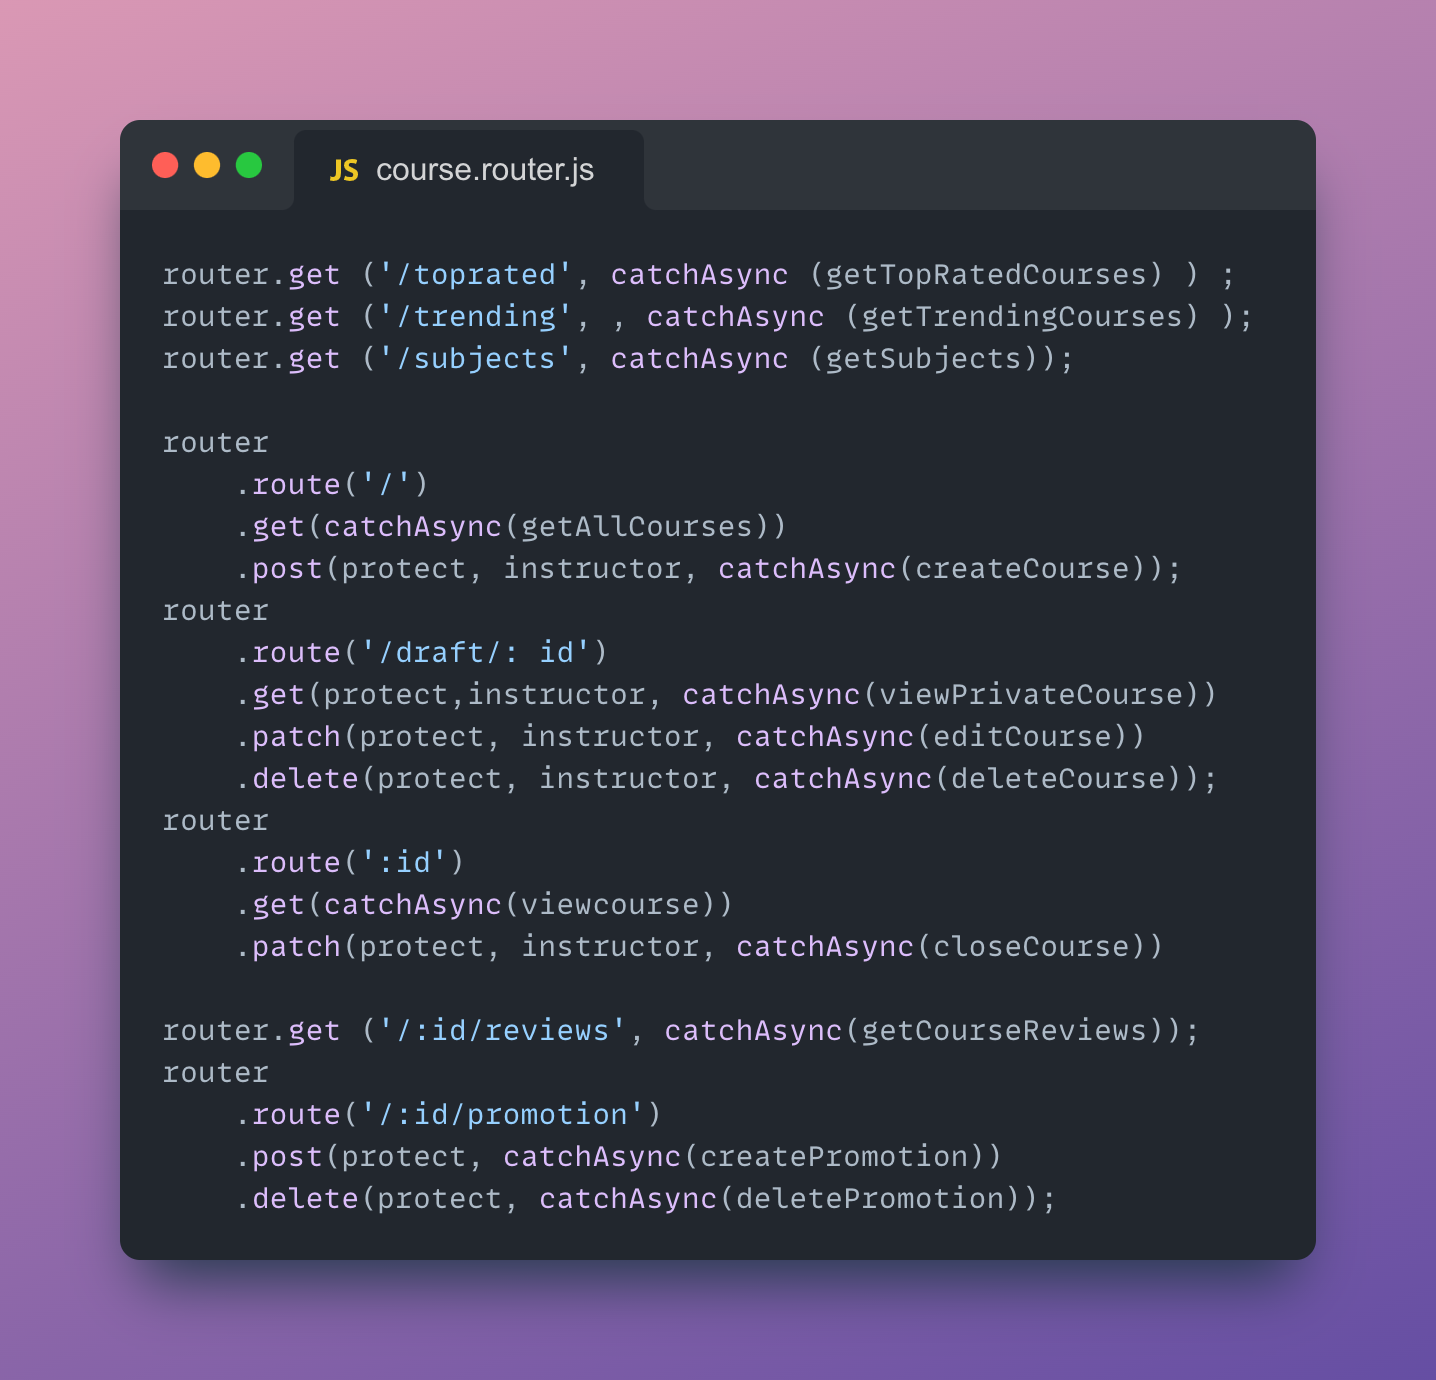 JS course.router.js
router.get ('/toprated', catchAsync (getTopRatedCourses) ) ;
router.get ('/trending', , catchAsync (getTrendingCourses) );
router.get ('/subjects', catchAsync (getSubjects));
router
.route('/')
.get(catchAsync(getAllCourses))
.post(protect, instructor, catchAsync(createCourse));
router
.route('/draft/: id')
.get(protect,instructor, catchAsync(viewPrivateCourse))
.patch(protect, instructor, catchAsync(editCourse))
.delete(protect, instructor, catchAsync(deleteCourse));
router
.route(':id')
.get(catchAsync(viewcourse))
.patch(protect, instructor, catchAsync(closeCourse))
router.get ('/:id/reviews', catchAsync(getCourseReviews));
router
.route('/:id/promotion')
.post(protect, catchAsync(createPromotion))
.delete(protect, catchAsync(deletePromotion));